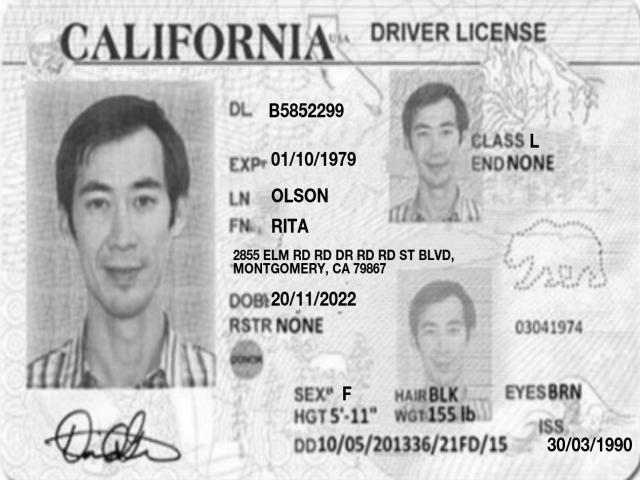 CALIFORNIA USA DRIVER LICENSE
DL B5852299
CLASS L
EXP 01/10/1979
END NONE
LN OLSON
FN RITA
2855 ELM RD RD DR RD RD ST BLVD,
MONTGOMERY, CA 79867
DOB 20/11/2022
RSTR NONE
03041974
DONOR
SEX F
HAIR BLK
EYES BRN
HGT 5'-11"
WGT 155 lb
ISS
DD 10/05/201336/21FD/15
30/03/1990